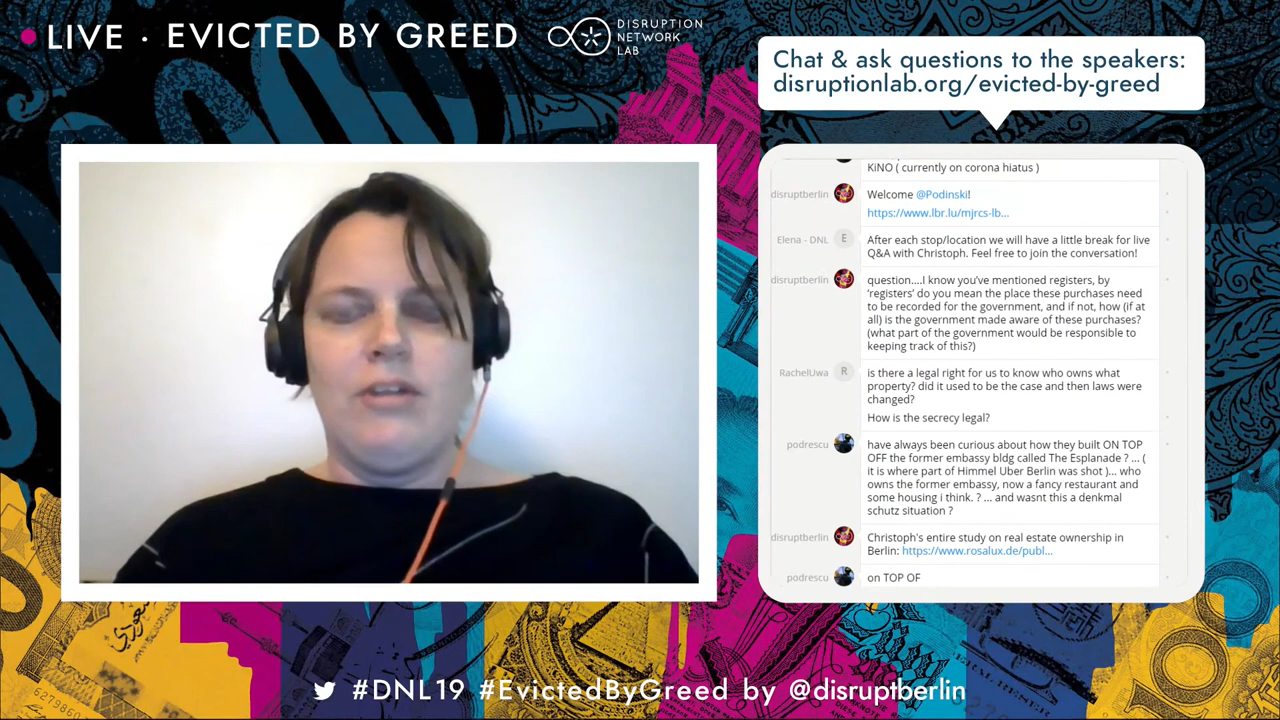 LIVE · EVICTED BY GREED
DISRUPTION
NETWORK
LAB
Chat & ask questions to the speakers:
disruptionlab.org/evicted-by-greed
KiNO ( currently on corona hiatus )
disruptberlin
Welcome @Podinski!
https://www.lbr.lu/mjrcs-lb...
Elena - DNL
E
After each stop/location we will have a little break for live
Q&A with Christoph. Feel free to join the conversation!
disruptberlin
question....I know you've mentioned registers, by
'registers' do you mean the place these purchases need
to be recorded for the government, and if not, how (if at
all) is the government made aware of these purchases?
(what part of the government would be responsible to
keeping track of this?)
RachelUwa
R
is there a legal right for us to know who owns what
property? did it used to be the case and then laws were
changed?
How is the secrecy legal?
podrescu
have always been curious about how they built ON TOP
OFF the former embassy bldg called The Esplanade ? ... (
it is where part of Himmel Uber Berlin was shot )... who
owns the former embassy, now a fancy restaurant and
some housing i think. ? ... and wasnt this a denkmal
schutz situation ?
disruptberlin
Christoph's entire study on real estate ownership in
Berlin: https://www.rosalux.de/publ...
podrescu
on TOP OF
#DNL19 #EvictedByGreed by @disruptberlin